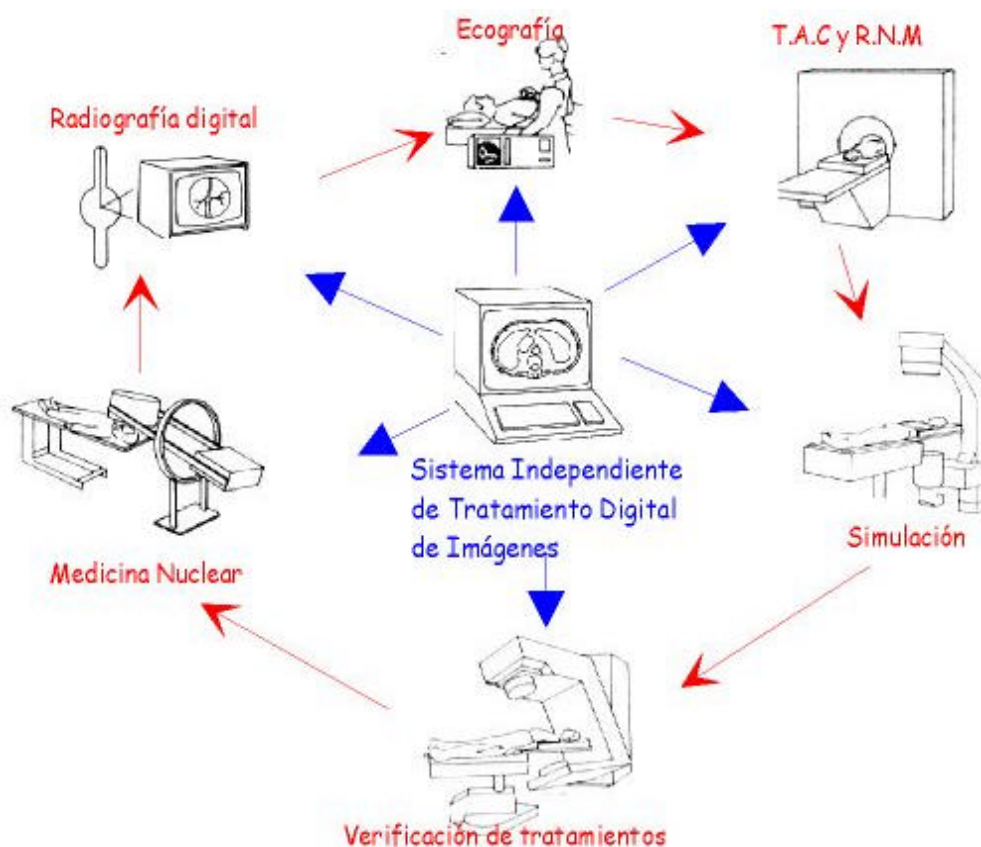 Ecografía
T.A.C y R.N.M
Radiografía digital
Sistema Independiente
de Tratamiento Digital
de Imágenes
Simulación
Medicina Nuclear
Verificación de tratamientos